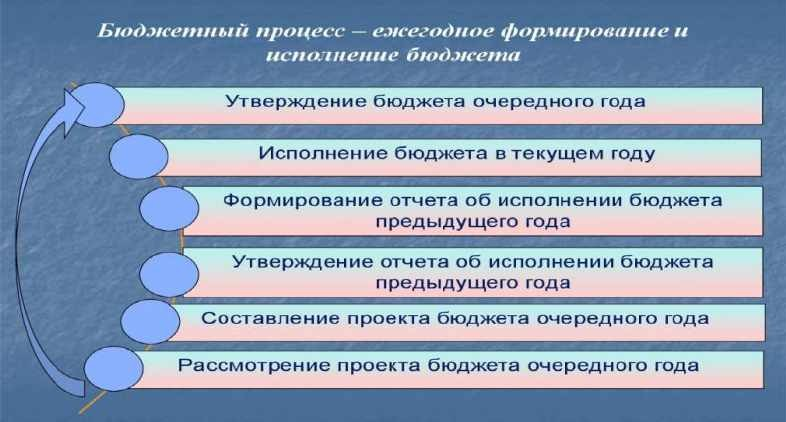 Бюджетный процесс – ежегодное формирование и
исполнение бюджета
Утверждение бюджета очередного года
Исполнение бюджета в текущем году
Формирование отчета об исполнении бюджета
предыдущего года
Утверждение отчета об исполнении бюджета
предыдущего года
Составление проекта бюджета очередного года
Рассмотрение проекта бюджета очередного года